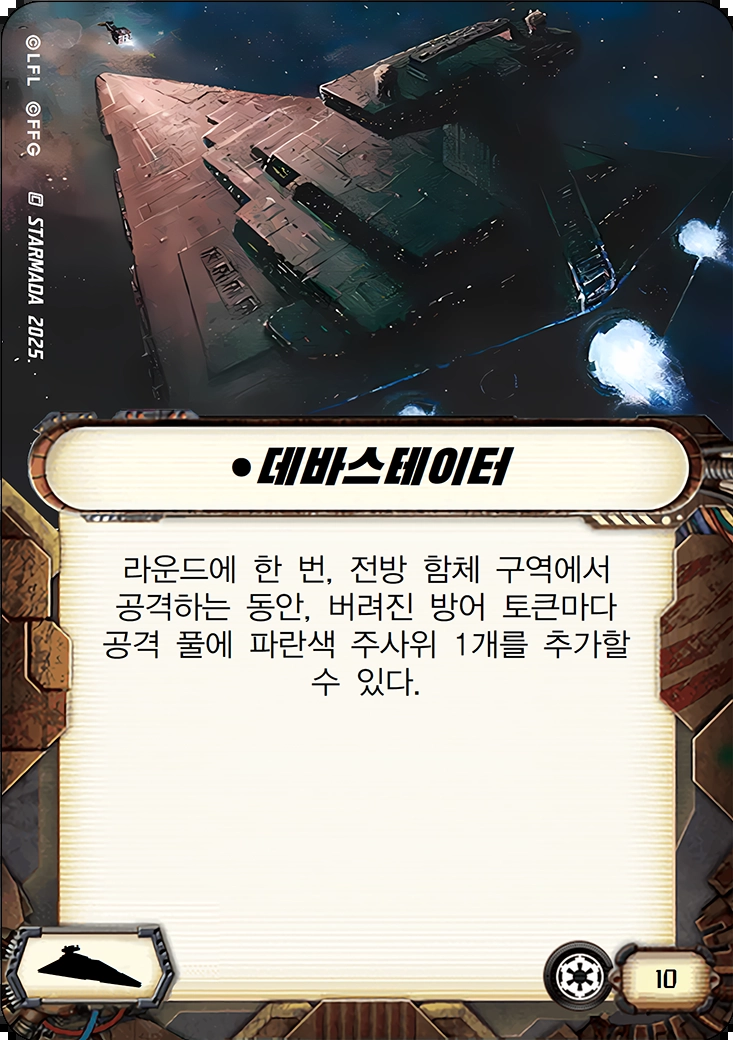 ©LFL ©FFG © STARMADA 2025.
•데바스테이터
라운드에 한 번, 전방 함체 구역에서
공격하는 동안, 버려진 방어 토큰마다
공격 풀에 파란색 주사위 1개를 추가할
수 있다.
10